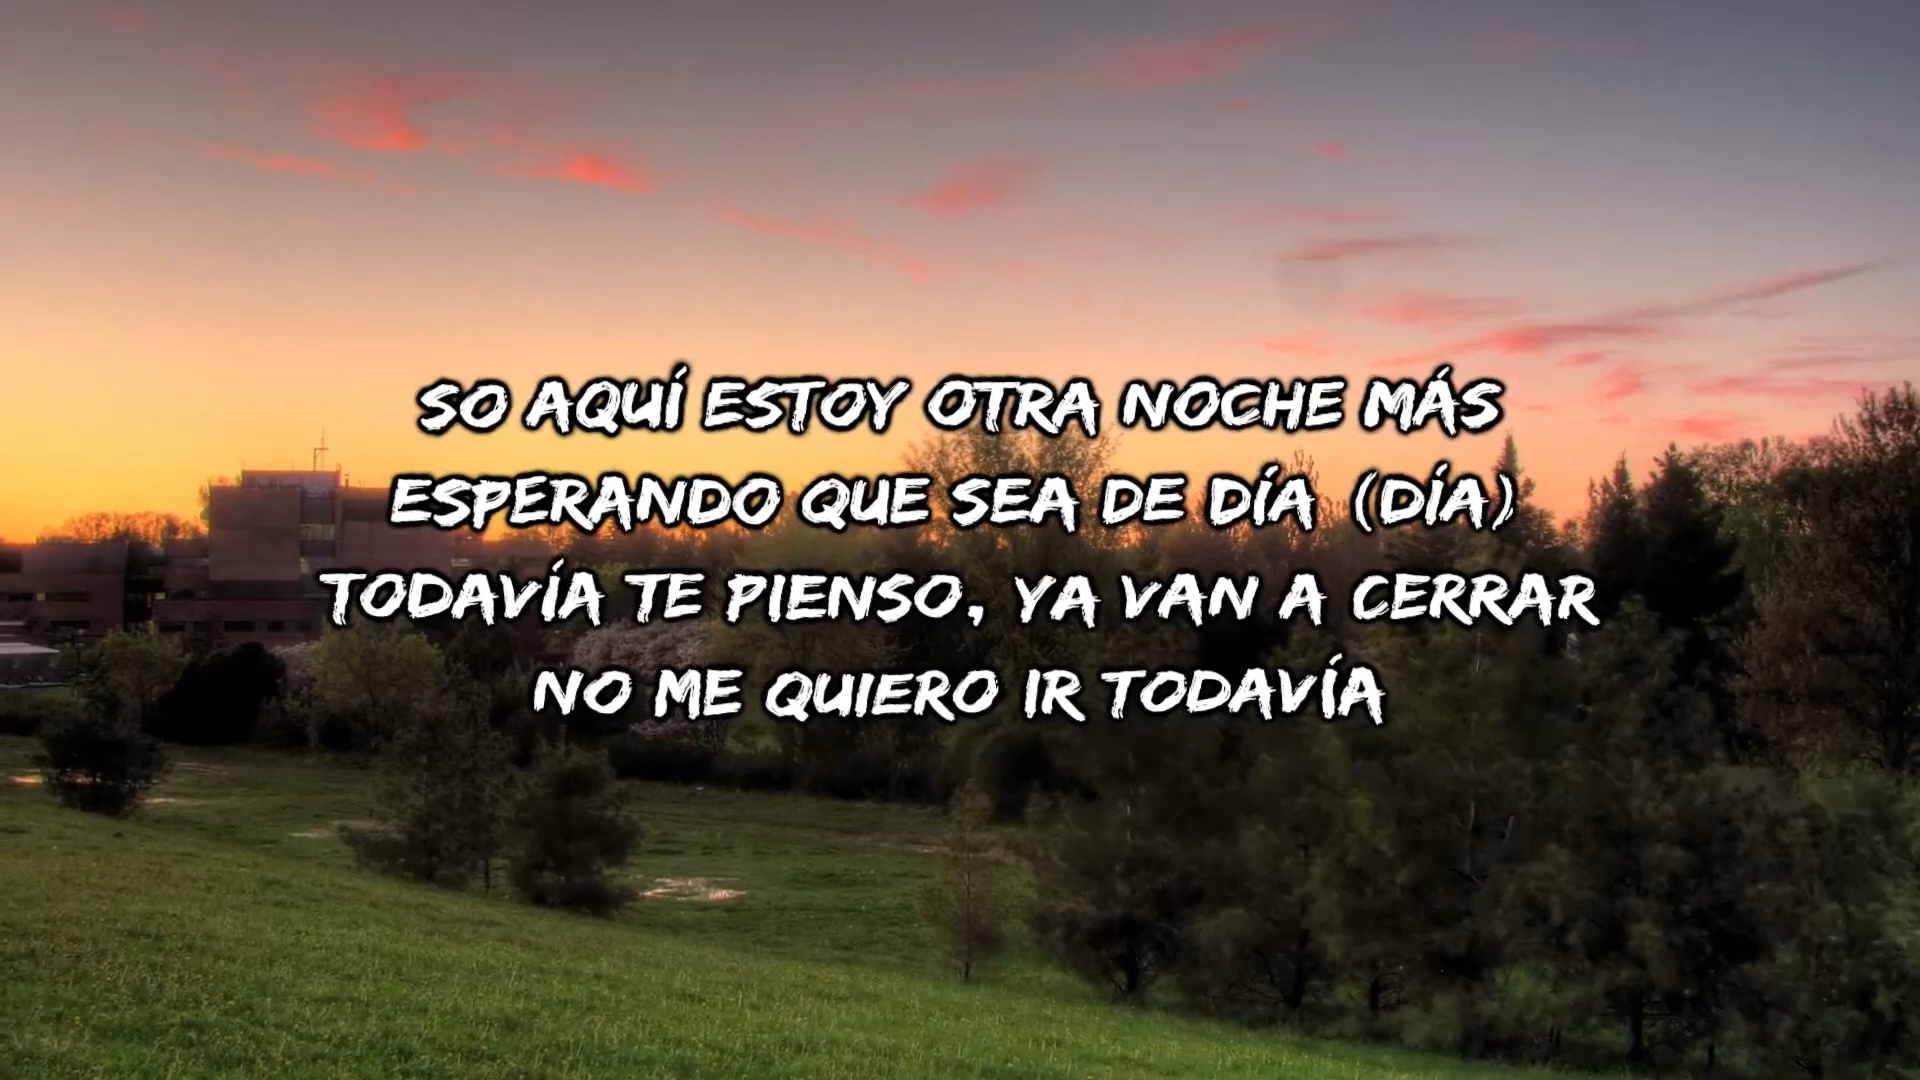 SO AQUÍ ESTOY OTRA NOCHE MÁS
ESPERANDO QUE SEA DE DÍA (DÍA)
TODAVÍA TE PIENSO, YA VAN A CERRAR
NO ME QUIERO IR TODAVÍA